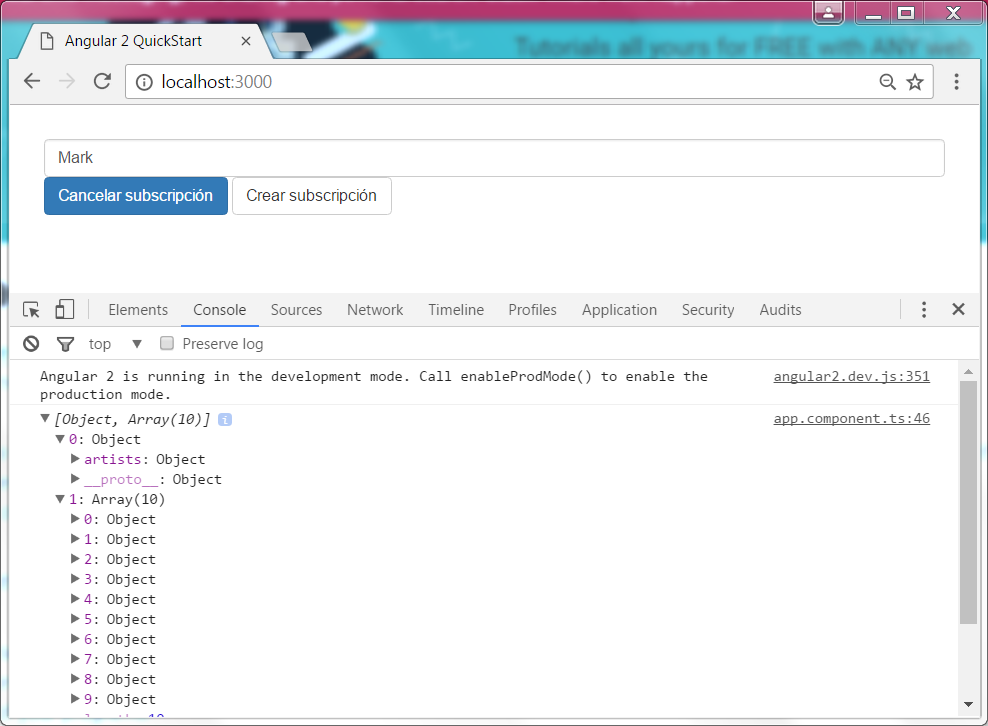 Tutorials all yours for FREE with ANY web
Angular 2 QuickStart
localhost:3000
Mark
Cancelar subscripción Crear subscripción
Elements Console Sources Network Timeline Profiles Application Security Audits
top Preserve log
Angular 2 is running in the development mode. Call enableProdMode() to enable the angular2.dev.js:351
production mode.
[Object, Array(10)] i app.component.ts:46
0: Object
artists: Object
__proto__: Object
1: Array(10)
0: Object
1: Object
2: Object
3: Object
4: Object
5: Object
6: Object
7: Object
8: Object
9: Object